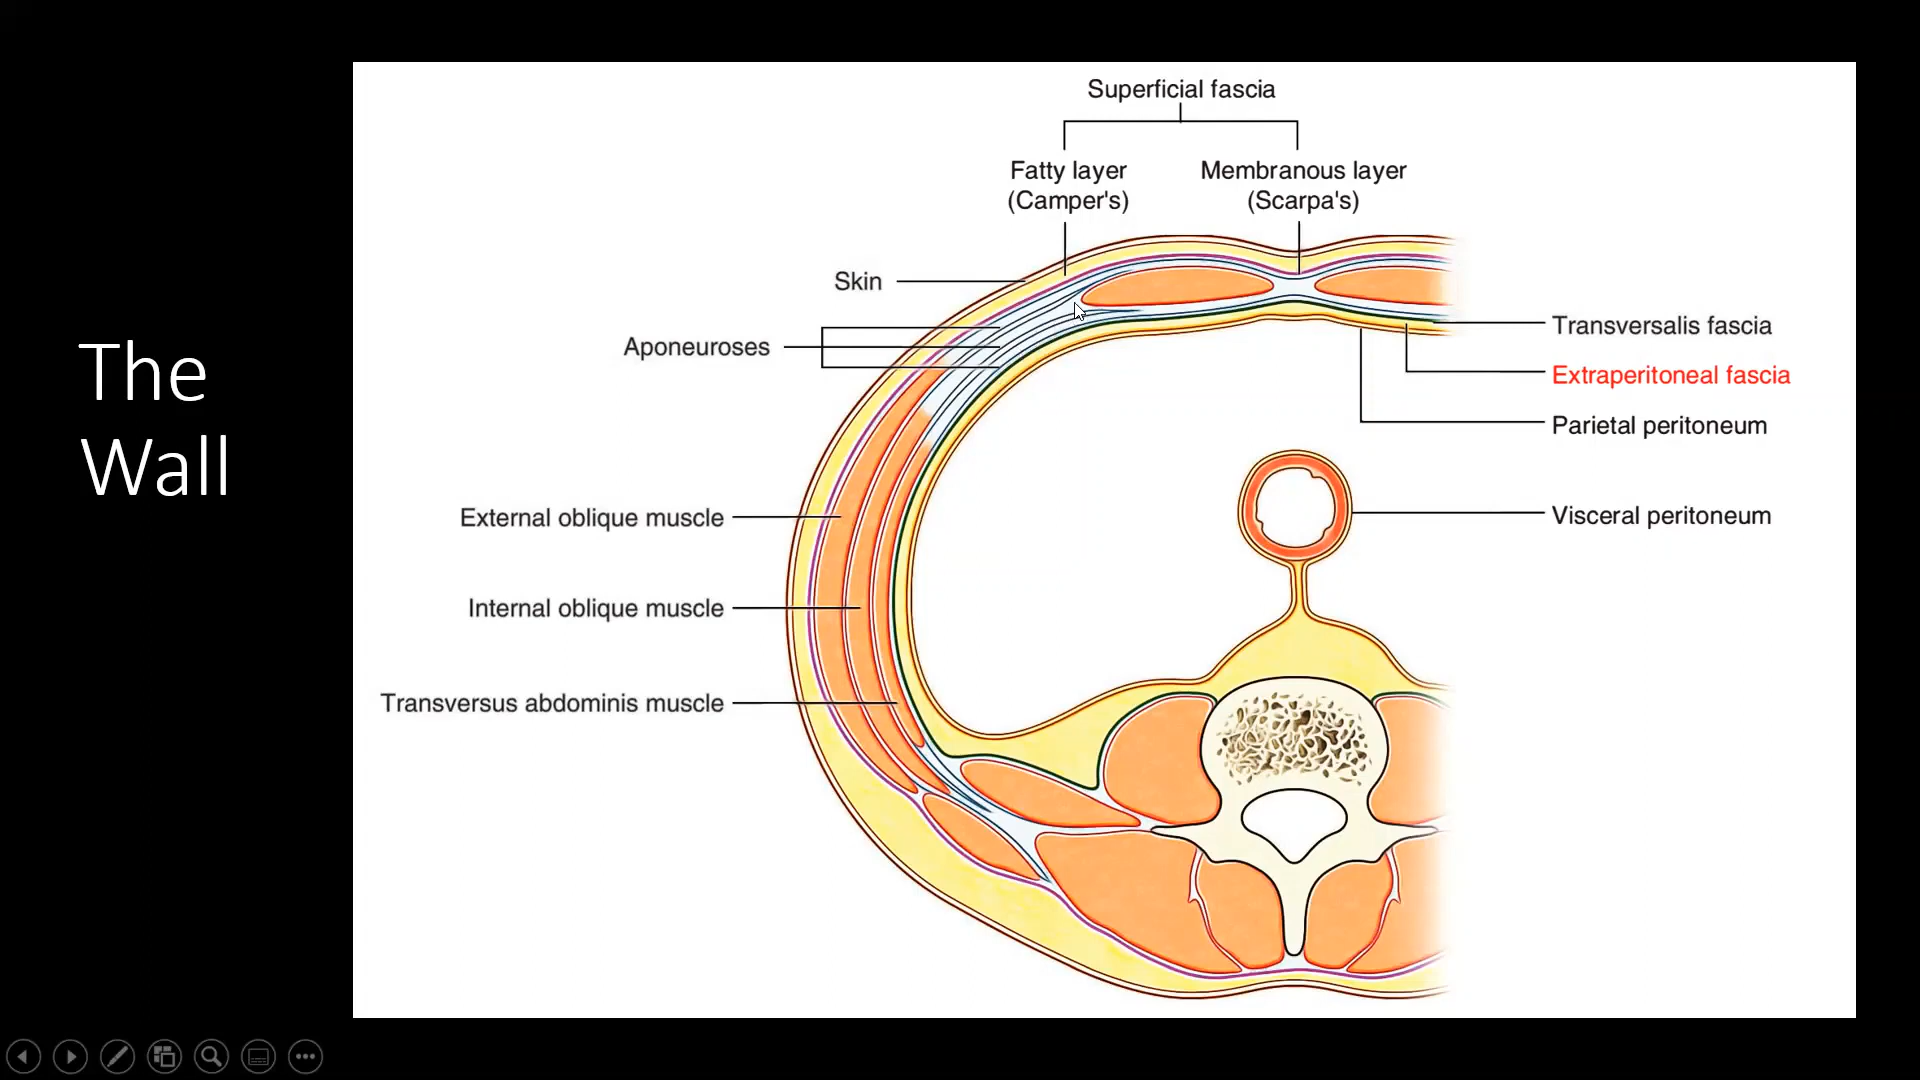 The
Wall
Superficial fascia
Fatty layer
(Camper's)
Membranous layer
(Scarpa's)
Skin
Aponeuroses
External oblique muscle
Internal oblique muscle
Transversus abdominis muscle
Transversalis fascia
Extraperitoneal fascia
Parietal peritoneum
Visceral peritoneum